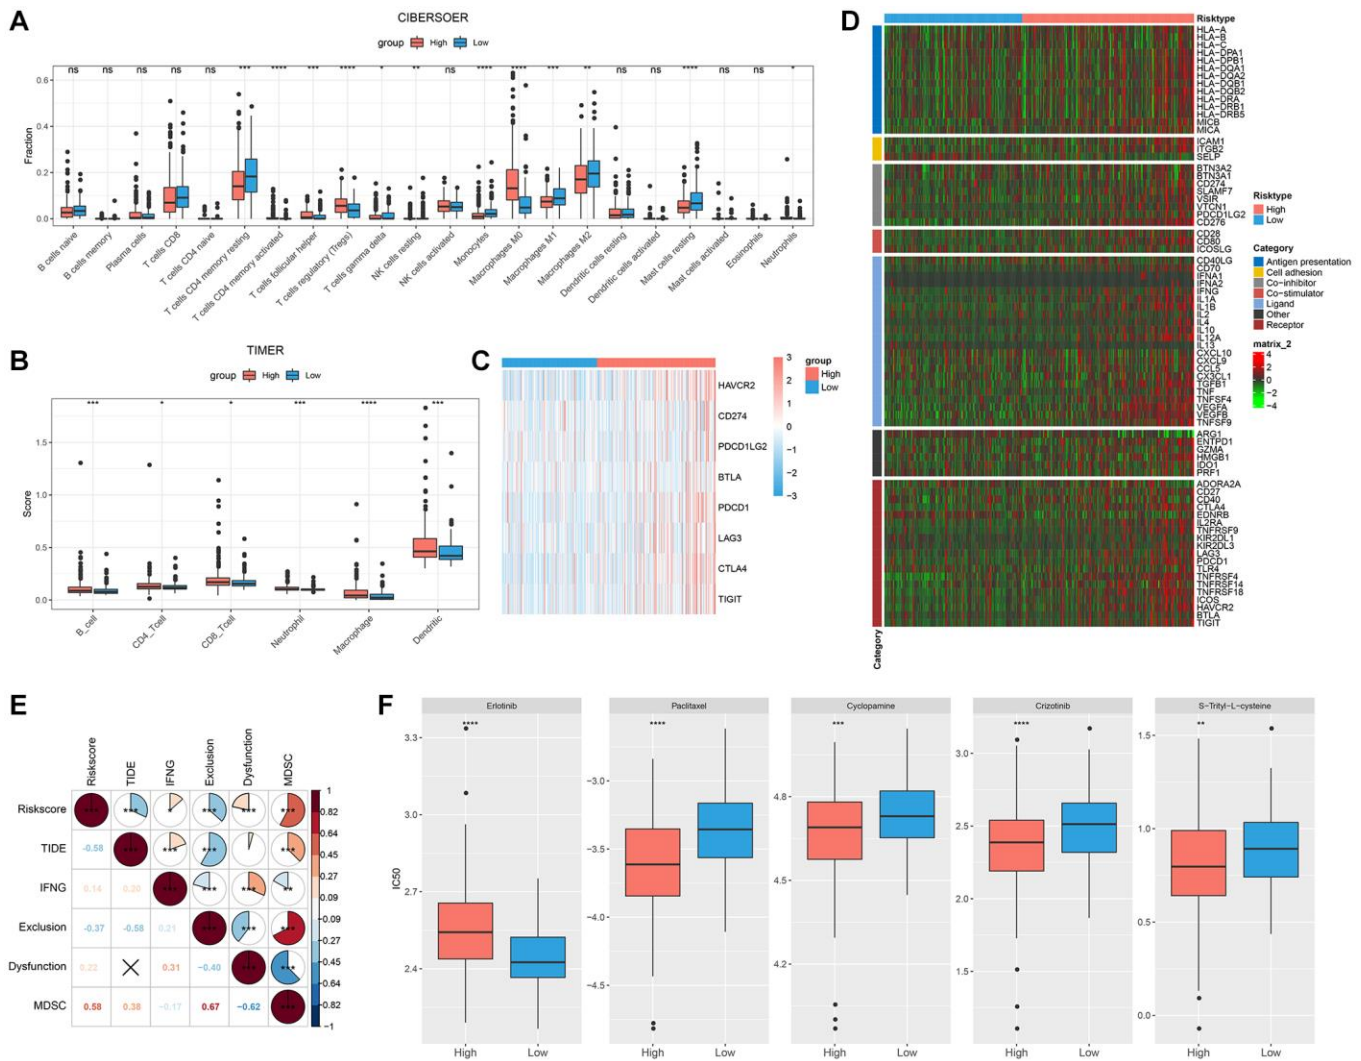 A
CIBERSOER
group High Low
ns ns ns ns ns *** **** *** **** * ** ns **** **** *** ** ns ns **** ns ns *
Fraction
0.6
0.4
0.2
0.0
B cells naive
B cells memory
Plasma cells
T cells CD8
T cells CD4 naive
T cells CD4 memory resting
T cells CD4 memory activated
T cells follicular helper
T cells regulatory (Tregs)
T cells gamma delta
NK cells resting
NK cells activated
Monocytes
Macrophages M0
Macrophages M1
Macrophages M2
Dendritic cells resting
Dendritic cells activated
Mast cells resting
Mast cells activated
Eosinophils
Neutrophils
B
TIMER
group High Low
*** * * *** **** ***
Score
1.5
1.0
0.5
0.0
B_cell
CD4_Tcell
CD8_Tcell
Neutrophil
Macrophage
Dendritic
C
HAVCR2
CD274
PDCD1LG2
BTLA
PDCD1
LAG3
CTLA4
TIGIT
3
2
1
0
−1
−2
−3
group
High
Low
D
Risktype
HLA−A
HLA−B
HLA−C
HLA−DPA1
HLA−DPB1
HLA−DQA1
HLA−DQA2
HLA−DQB1
HLA−DQB2
HLA−DRA
HLA−DRB1
HLA−DRB5
MICB
MICA
ICAM1
ITGB2
SELP
BTN3A2
BTN3A1
CD274
SLAMF7
VSIR
VTCN1
PDCD1LG2
CD276
CD28
CD80
ICOSLG
CD40LG
CD70
IFNA1
IFNA2
IFNG
IL1A
IL1B
IL2
IL4
IL10
IL12A
IL13
CXCL10
CXCL9
CCL5
CX3CL1
TGFB1
TNF
TNFSF4
VEGFA
VEGFB
TNFSF9
ARG1
ENTPD1
GZMA
HMGB1
IDO1
PRF1
ADORA2A
CD27
CD40
CTLA4
EDNRB
IL2RA
TNFRSF9
KIR2DL1
KIR2DL3
LAG3
PDCD1
TLR4
TNFRSF4
TNFRSF14
TNFRSF18
ICOS
HAVCR2
BTLA
TIGIT
Category
Risktype
High
Low
Category
Antigen presentation
Cell adhesion
Co−inhibitor
Co−stimulator
Ligand
Other
Receptor
matrix_2
4
2
0
−2
−4
E
Riskscore
TIDE
IFNG
Exclusion
Dysfunction
MDSC
Riskscore *** *** * *** *** ***
TIDE −0.58 *** *** *** ***
IFNG 0.14 0.20 *** *** *** **
Exclusion −0.37 −0.58 0.21 *** *** ***
Dysfunction 0.22 0.31 −0.40 *** ***
MDSC 0.58 0.38 −0.17 0.67 −0.62 ***
1
0.82
0.64
0.45
0.27
0.09
−0.09
−0.27
−0.45
−0.64
−0.82
−1
F
IC50
Erlotinib
****
3.3
3.0
2.7
2.4
High Low
Paclitaxel
****
−3.0
−3.5
−4.0
−4.5
High Low
Cyclopamine
***
4.8
4.5
4.2
High Low
Crizotinib
****
3.0
2.5
2.0
1.5
High Low
S−Trityl−L−cysteine
**
1.5
1.0
0.5
0.0
High Low